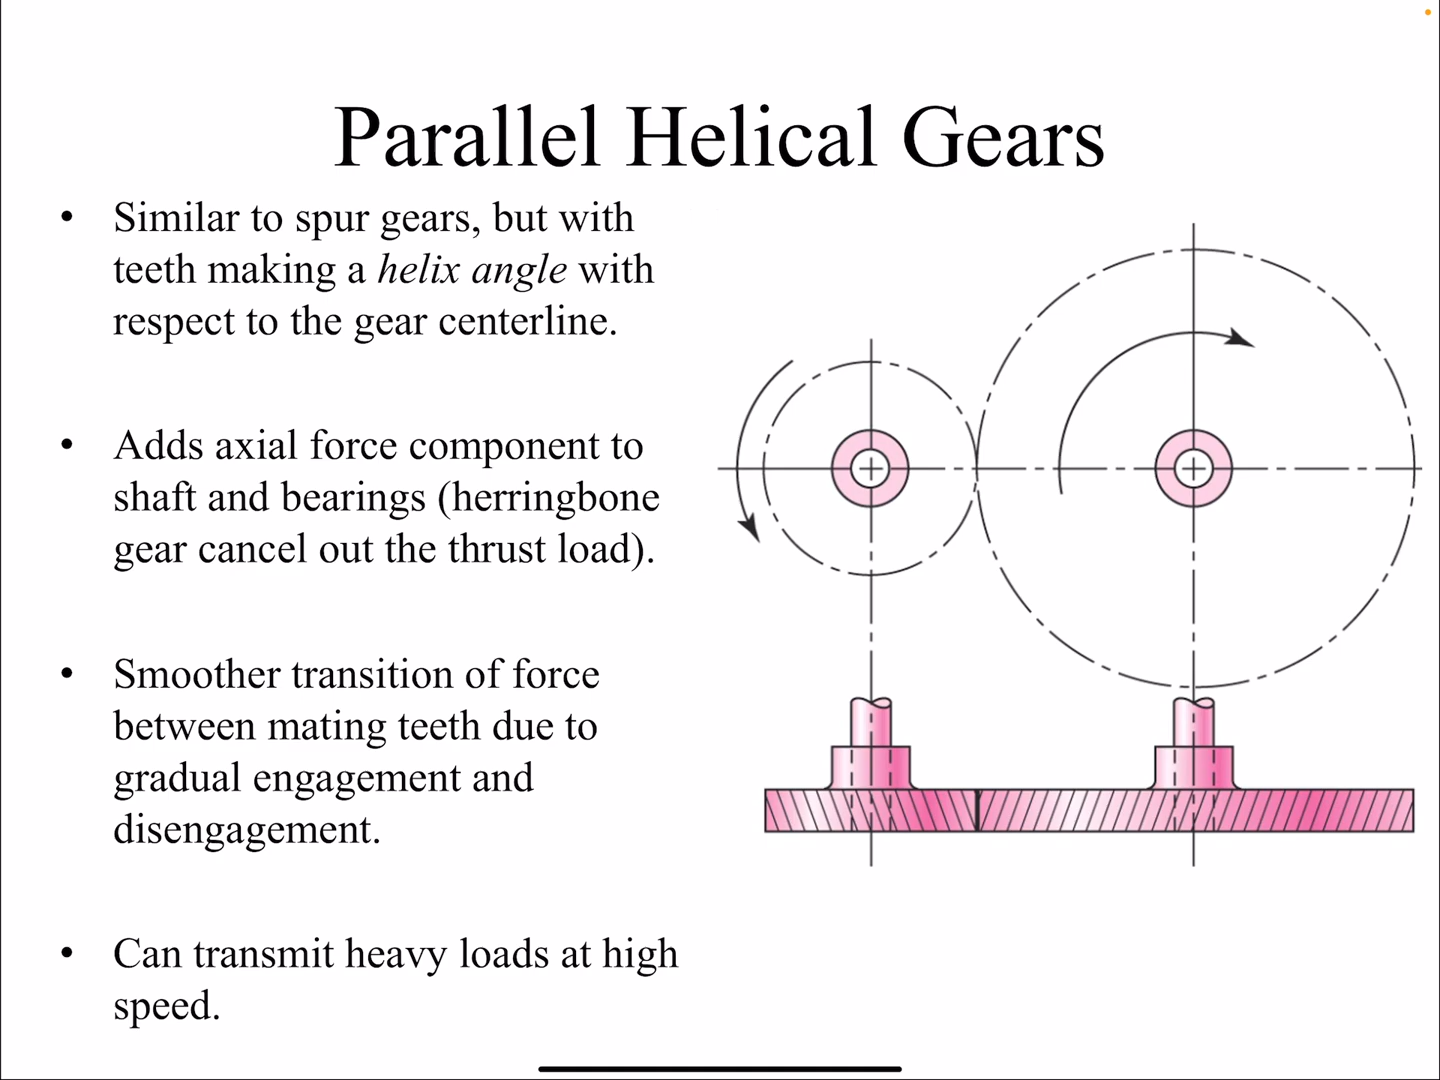 Parallel Helical Gears
• Similar to spur gears, but with
teeth making a helix angle with
respect to the gear centerline.
• Adds axial force component to
shaft and bearings (herringbone
gear cancel out the thrust load).
• Smoother transition of force
between mating teeth due to
gradual engagement and
disengagement.
• Can transmit heavy loads at high
speed.